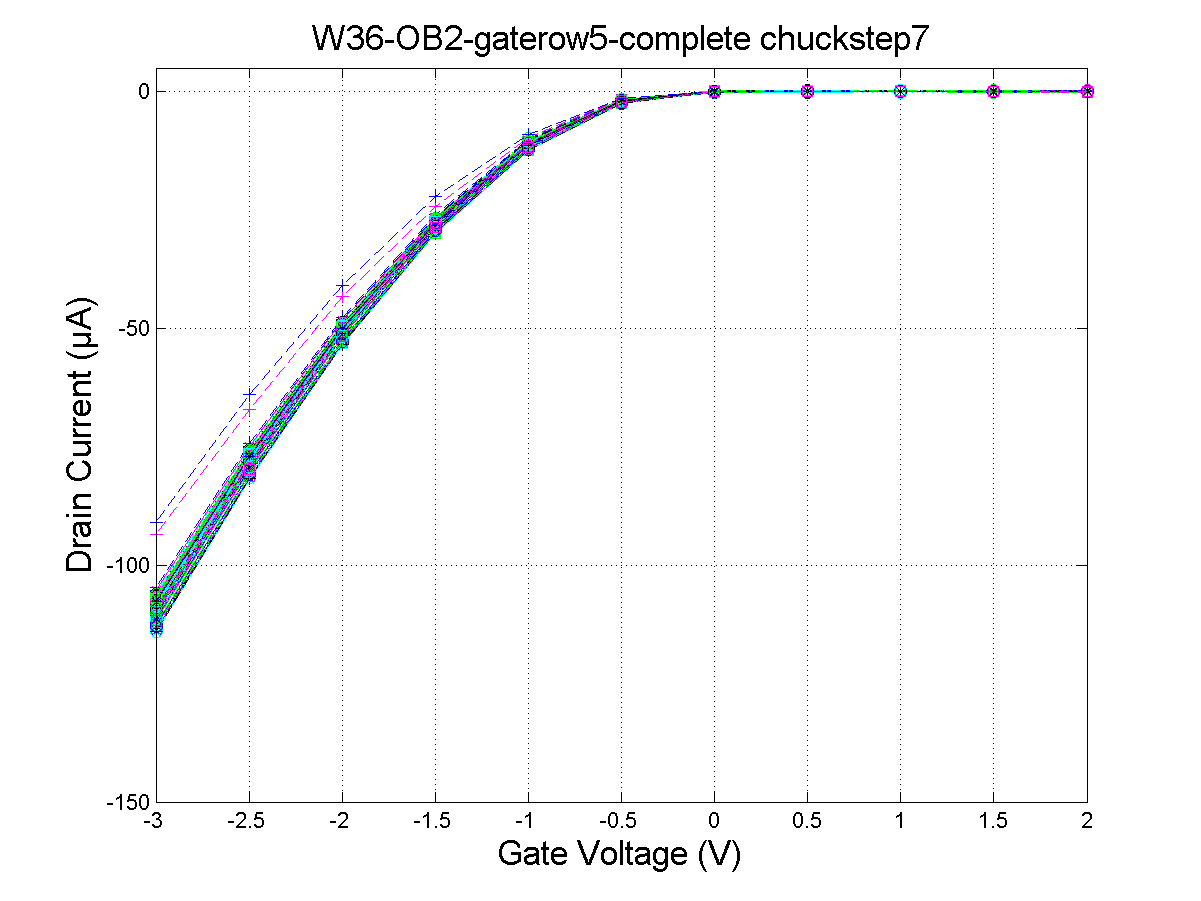 W36-OB2-gaterow5-complete chuckstep7
0
-50
-100
-150
Drain Current (µA)
-3 -2.5 -2 -1.5 -1 -0.5 0 0.5 1 1.5 2
Gate Voltage (V)